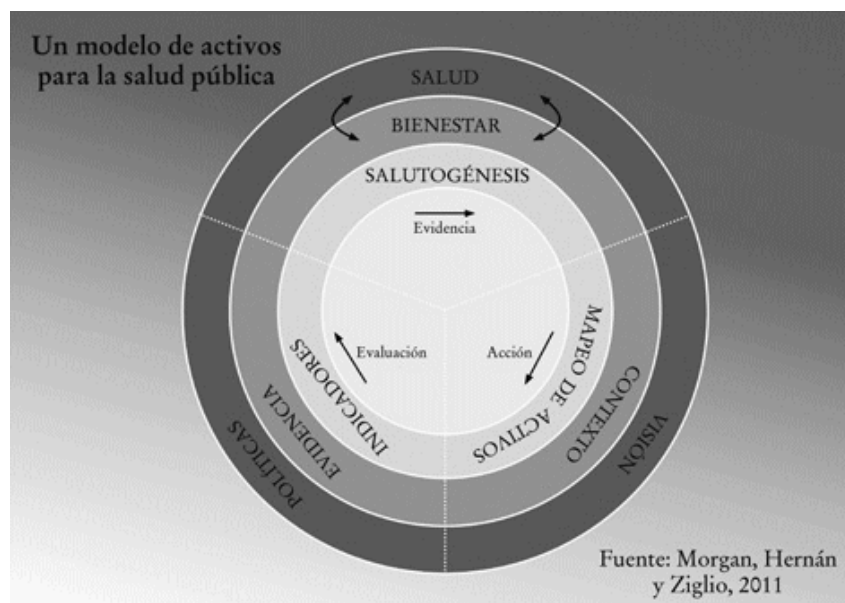 Un modelo de activos
para la salud pública
SALUD
BIENESTAR
SALUTOGÉNESIS
Evidencia
Evaluación
Acción
INDICADORES
EVIDENCIA
POLÍTICAS
MAPEO DE ACTIVOS
CONTEXTO
VISIÓN
Fuente: Morgan, Hernán
y Ziglio, 2011